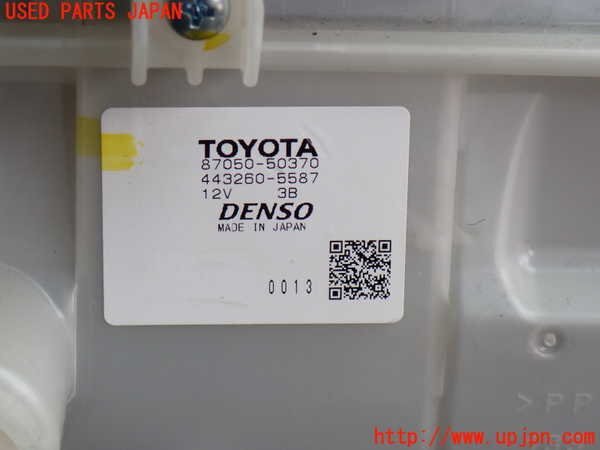 USED PARTS JAPAN
TOYOTA
87050-50370
443260-5587
12V 3B
DENSO
MADE IN JAPAN
0013
>PP
http://www.upjpn.com/